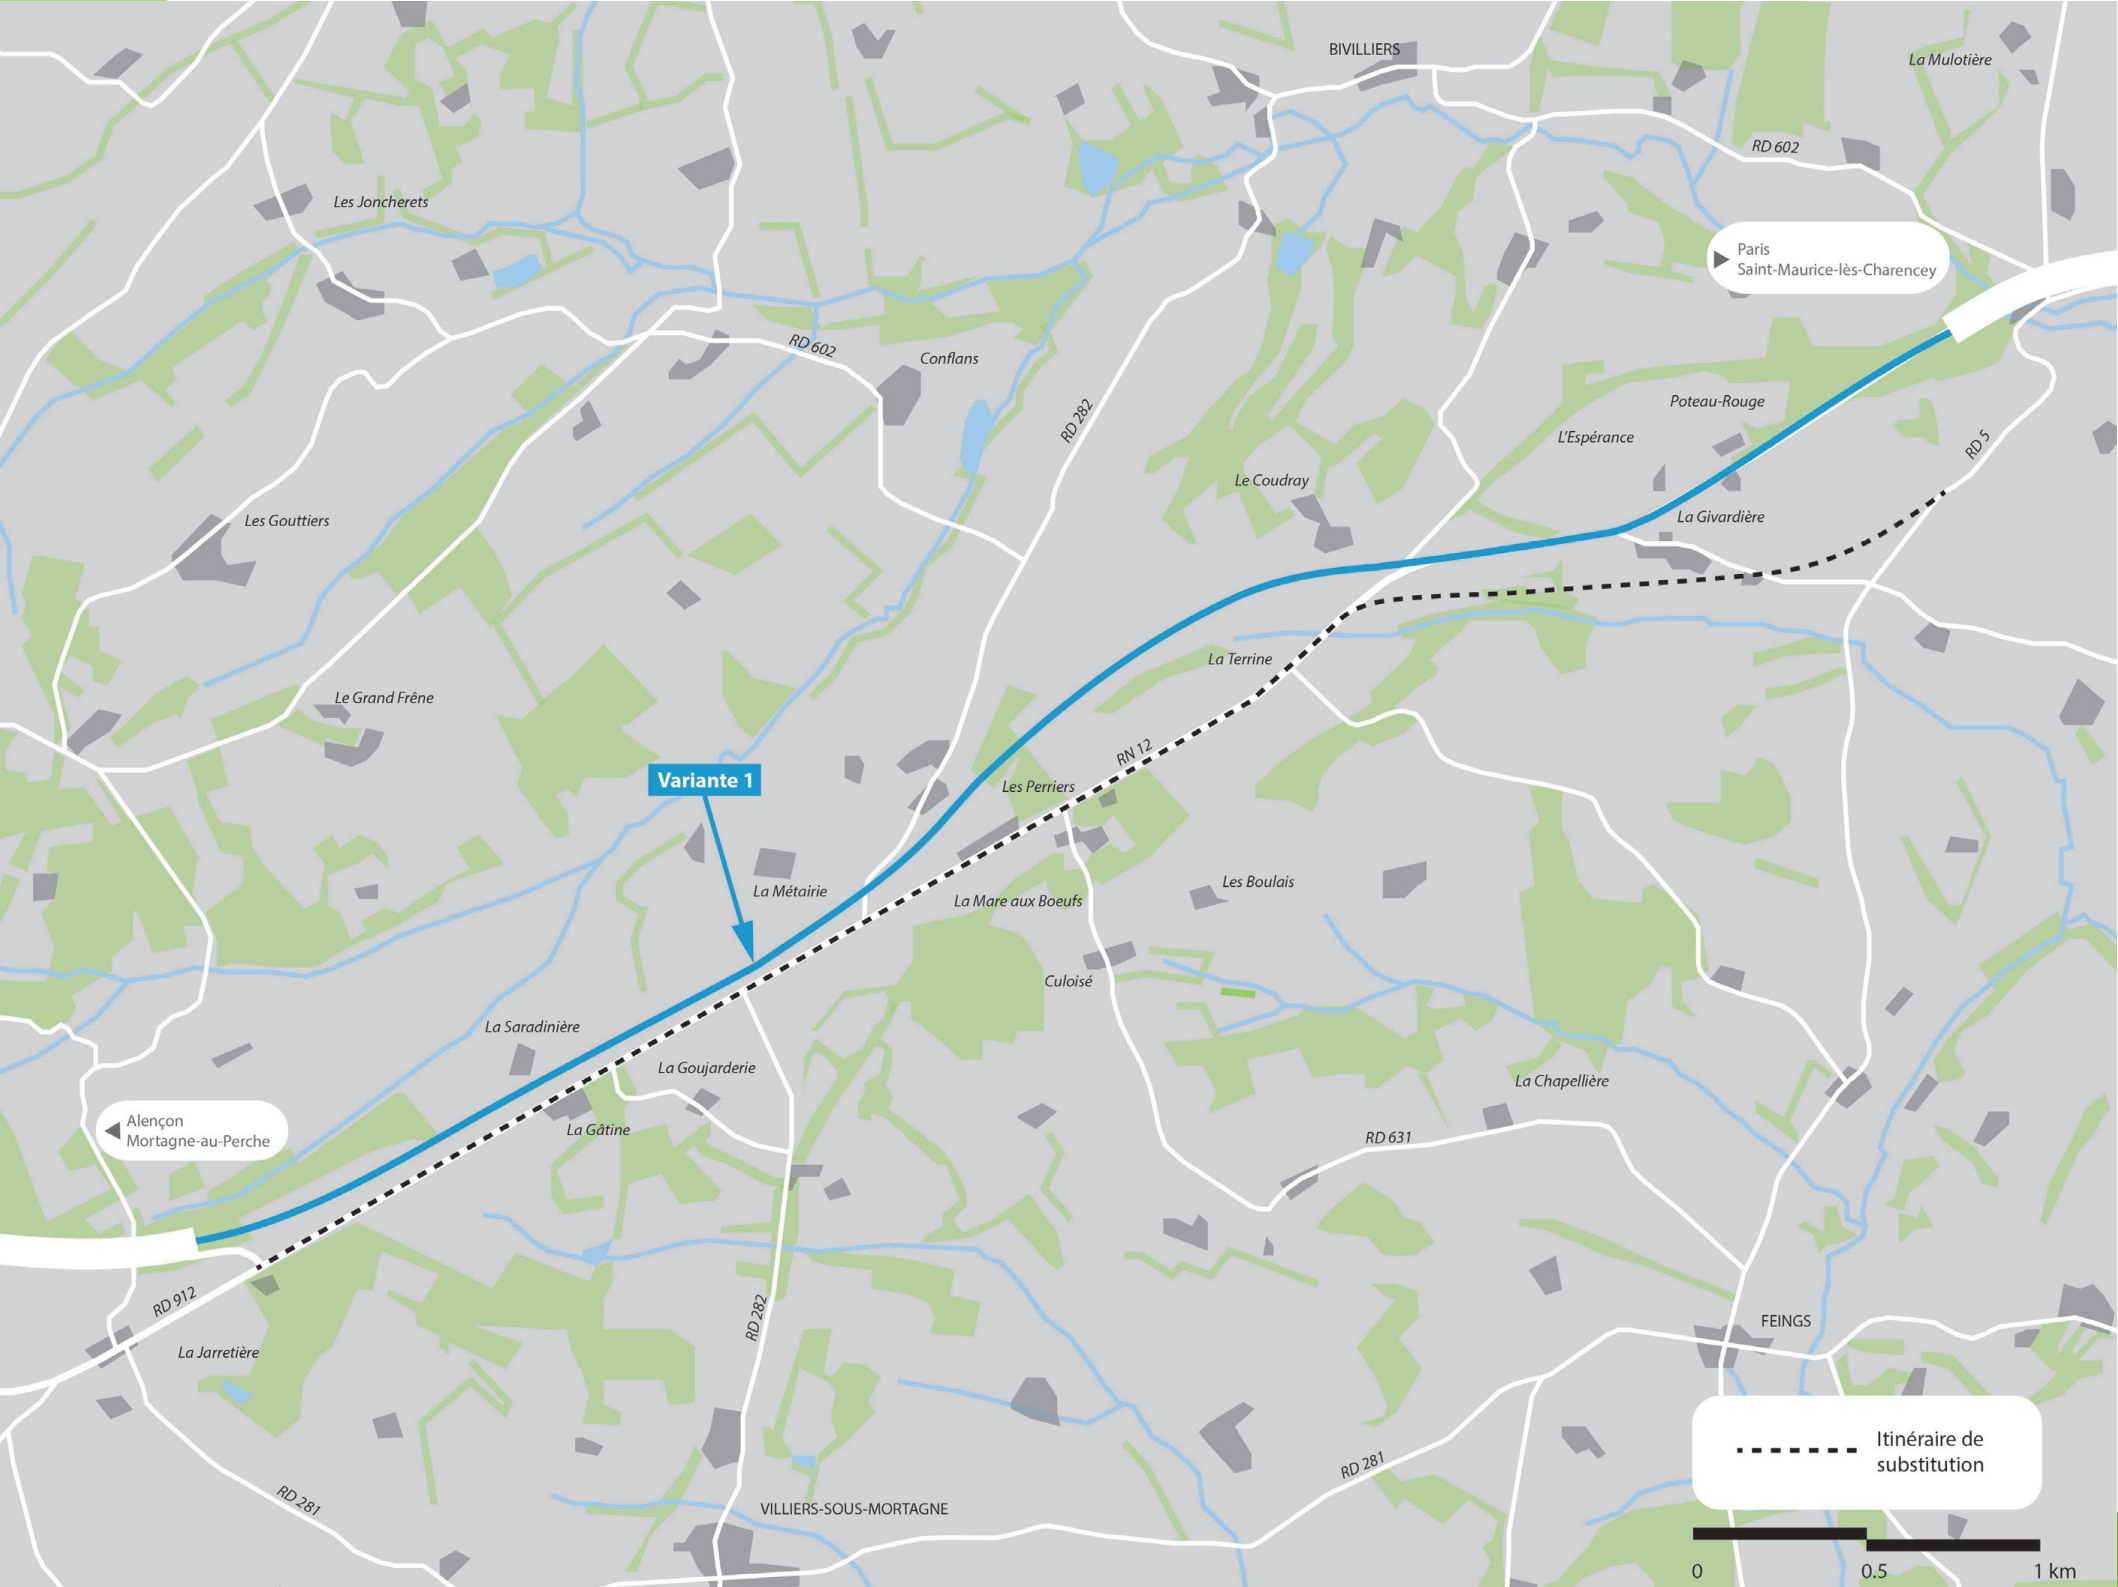 BIVILLIERS
La Mulotière
RD 602
Les Joncherets
Paris
Saint-Maurice-lès-Charencey
RD 602
Conflans
RD 282
Poteau-Rouge
L'Espérance
RD 5
Le Coudray
Les Gouttiers
La Givardière
La Terrine
Le Grand Frêne
RN 12
Variante 1
Les Perriers
La Métairie
Les Boulais
La Mare aux Boeufs
Culoisé
La Saradinière
La Goujarderie
La Chapellière
Alençon
Mortagne-au-Perche
La Gâtine
RD 631
RD 912
RD 282
FEINGS
La Jarretière
Itinéraire de
substitution
RD 281
RD 281
VILLIERS-SOUS-MORTAGNE
0 0.5 1 km